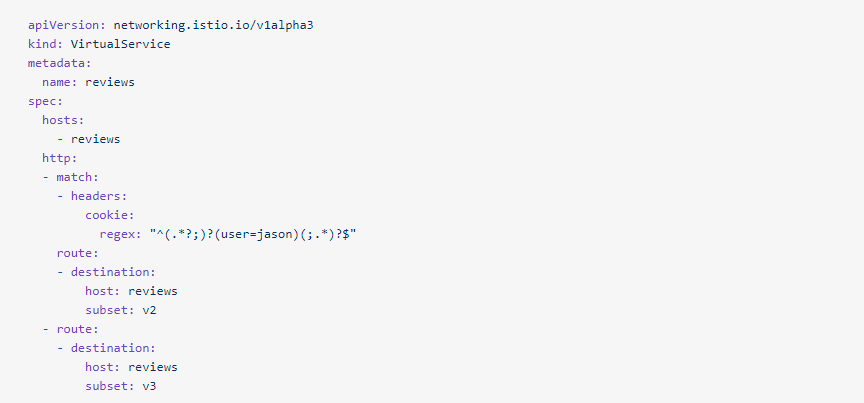 apiVersion: networking.istio.io/v1alpha3
kind: VirtualService
metadata:
  name: reviews
spec:
  hosts:
    - reviews
  http:
  - match:
    - headers:
        cookie:
          regex: "^(.*?;)?(user=jason)(;.*)?$"
    route:
    - destination:
        host: reviews
        subset: v2
  - route:
    - destination:
        host: reviews
        subset: v3